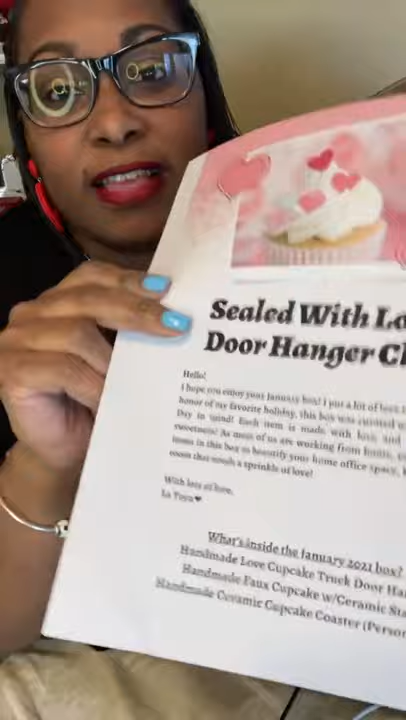 Sealed With Lo
Door Hanger Cl
Hello!
I hope you enjoy your January box! I put a lot of love
honor of my favorite holiday, this box was curated w
Day in mind! Each item is made with love, and
sweetness! As most of us are working from home,
items in this box to beautify your home office space,
room that needs a sprinkle of love!
With lots of love,
La Toya
What's inside the January 2021 box?
Handmade Love Cupcake Truck Door Ha
Handmade Faux Cupcake w/Ceramic Sta
Handmade Ceramic Cupcake Coaster (Person